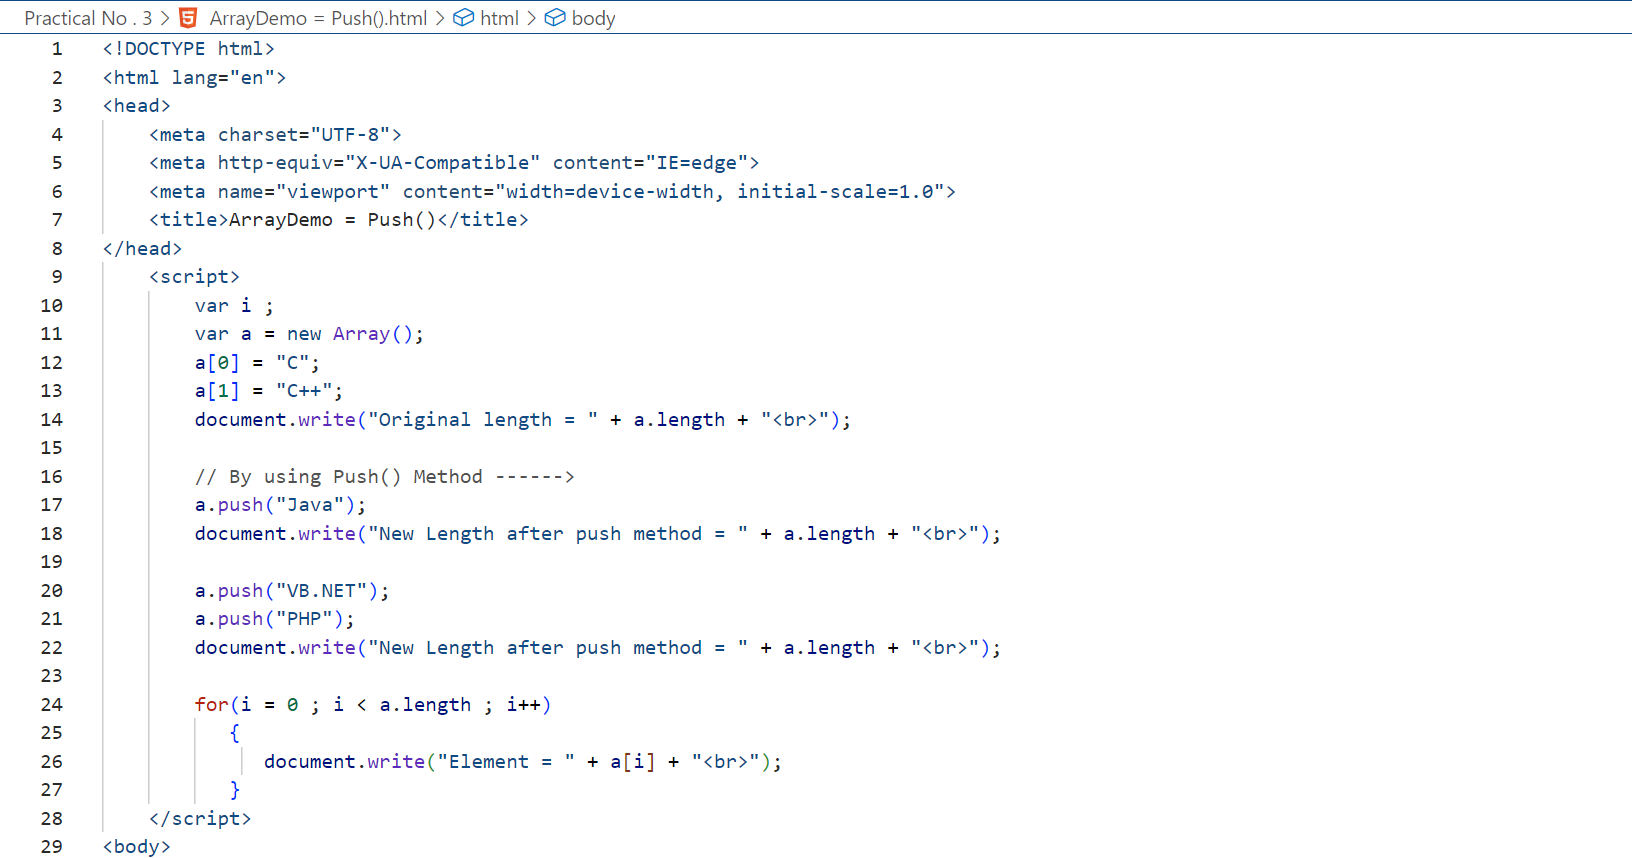 Practical No . 3 > ArrayDemo = Push().html > html > body
1 <!DOCTYPE html>
2 <html lang="en">
3 <head>
4     <meta charset="UTF-8">
5     <meta http-equiv="X-UA-Compatible" content="IE=edge">
6     <meta name="viewport" content="width=device-width, initial-scale=1.0">
7     <title>ArrayDemo = Push()</title>
8 </head>
9     <script>
10         var i ;
11         var a = new Array();
12         a[0] = "C";
13         a[1] = "C++";
14         document.write("Original length = " + a.length + "<br>");
15
16         // By using Push() Method ------>
17         a.push("Java");
18         document.write("New Length after push method = " + a.length + "<br>");
19
20         a.push("VB.NET");
21         a.push("PHP");
22         document.write("New Length after push method = " + a.length + "<br>");
23
24         for(i = 0 ; i < a.length ; i++)
25            {
26               document.write("Element = " + a[i] + "<br>");
27            }
28     </script>
29 <body>